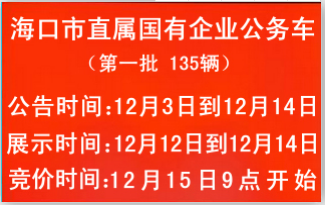 海口市直属国有企业公务车
（第一批 135辆）
公告时间:12月3日到12月14日
展示时间:12月12日到12月14日
竞价时间:12月15日9点开始